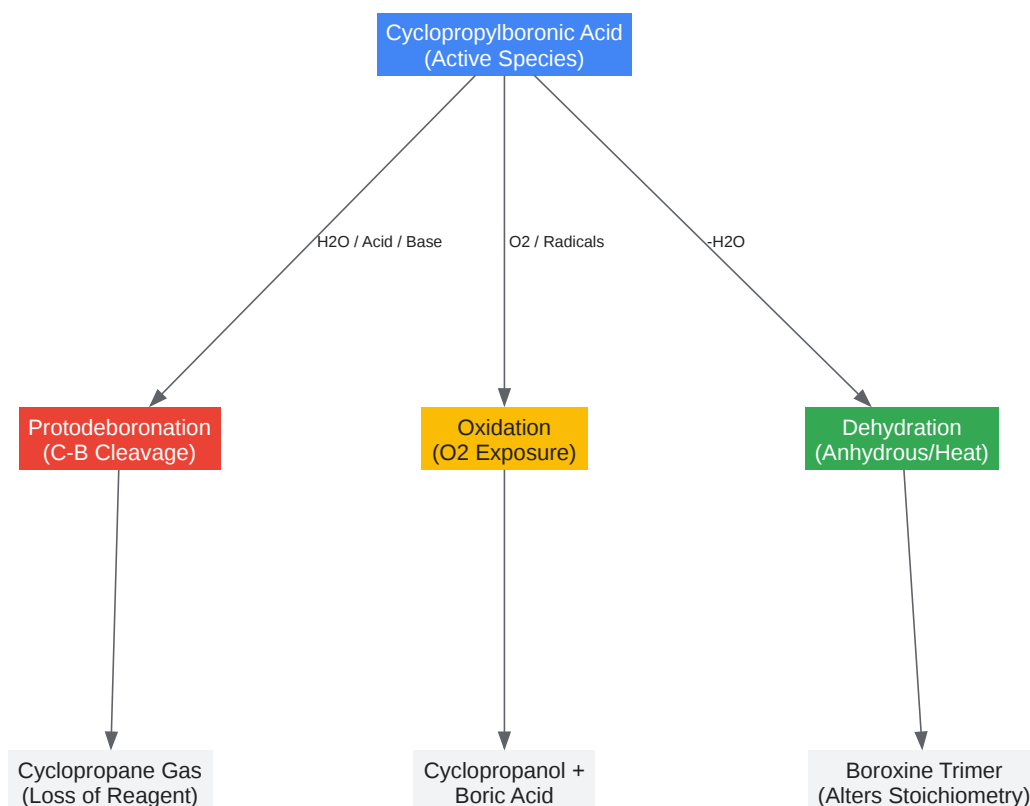 Cyclopropylboronic Acid
(Active Species)
H2O / Acid / Base
O2 / Radicals
-H2O
Protodeboronation
(C-B Cleavage)
Oxidation
(O2 Exposure)
Dehydration
(Anhydrous/Heat)
Cyclopropane Gas
(Loss of Reagent)
Cyclopropanol +
Boric Acid
Boroxine Trimer
(Alters Stoichiometry)